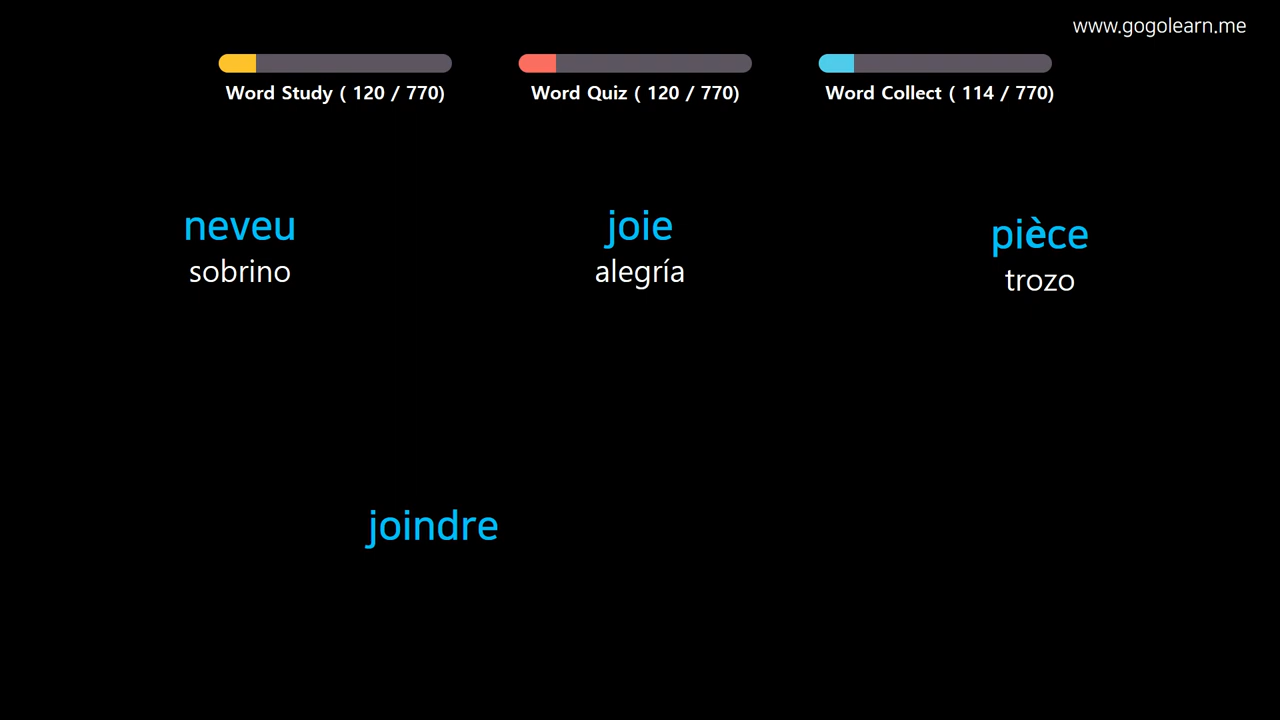 www.gogolearn.me
Word Study ( 120 / 770)
Word Quiz ( 120 / 770)
Word Collect ( 114 / 770)
neveu
sobrino
joie
alegría
pièce
trozo
joindre